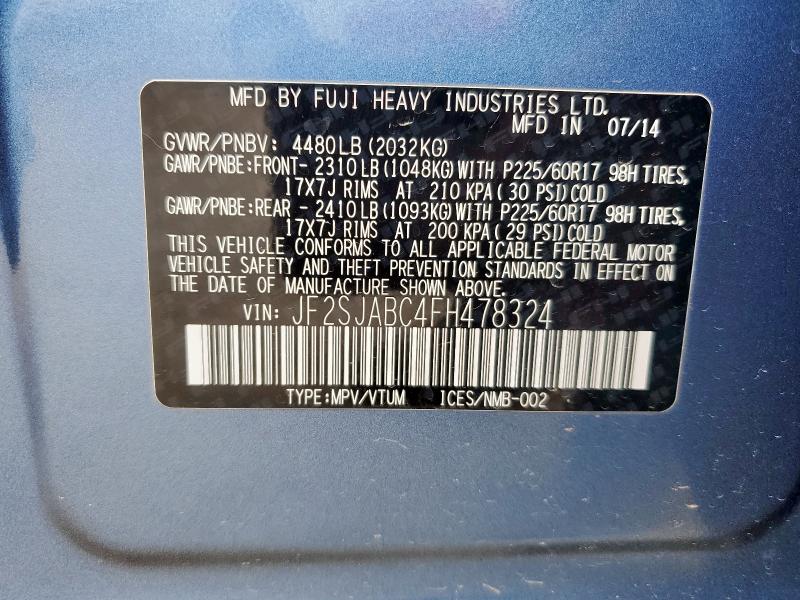 MFD BY FUJI HEAVY INDUSTRIES LTD.
MFD IN 07/14
GVWR/PNBV: 4480LB (2032KG)
GAWR/PNBE:FRONT- 2310LB (1048KG) WITH P225/60R17 98H TIRES,
17X7J RIMS AT 210 KPA (30 PSI) COLD
GAWR/PNBE:REAR - 2410LB (1093KG) WITH P225/60R17 98H TIRES,
17X7J RIMS AT 200 KPA (29 PSI) COLD
THIS VEHICLE CONFORMS TO ALL APPLICABLE FEDERAL MOTOR
VEHICLE SAFETY AND THEFT PREVENTION STANDARDS IN EFFECT ON
THE DATE OF MANUFACTURE SHOWN ABOVE.
VIN: JF2SJABC4FH478324
TYPE:MPV/VTUM ICES/NMB-002